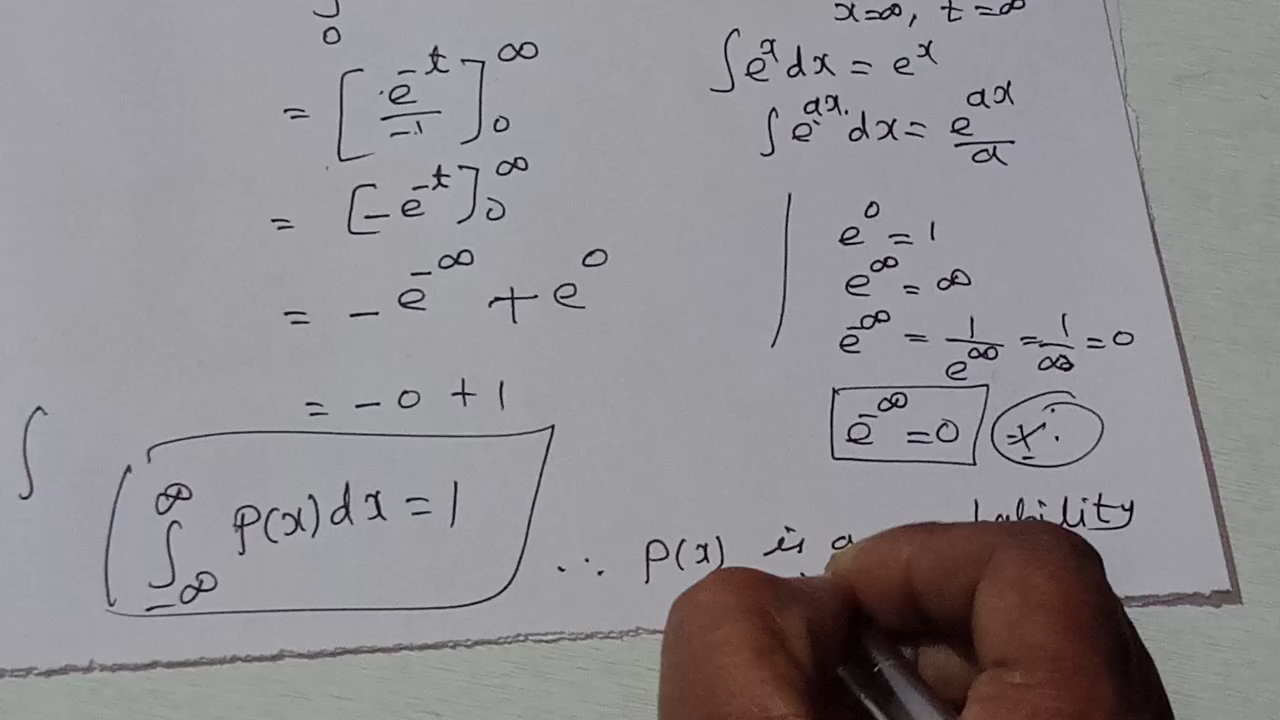 ∫ 0
= [e^{-t}/-1]_0^∞
= [-e^{-t}]_0^∞
= -e^{-∞} + e^0
= -0 + 1
∫
∫_{-∞}^{∞} P(x) dx = 1
x=∞, t=∞
∫e^x dx = e^x
∫e^{ax} dx = e^{ax}/a
e^0 = 1
e^∞ = ∞
e^{-∞} = 1/e^∞ = 1/∞ = 0
e^{-∞} = 0
∴ P(x) is a